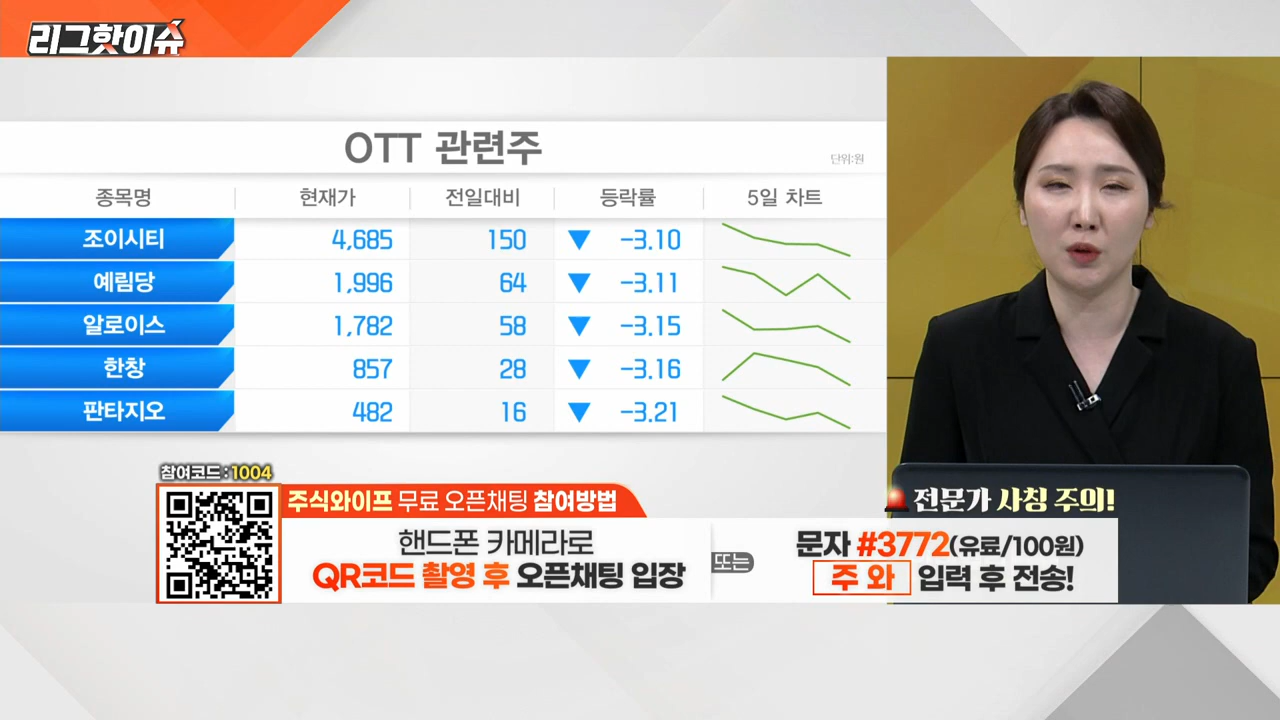 리그핫이슈
OTT 관련주
단위:원
종목명 현재가 전일대비 등락률 5일 차트
조이시티 4,685 150 ▼ -3.10
예림당 1,996 64 ▼ -3.11
알로이스 1,782 58 ▼ -3.15
한창 857 28 ▼ -3.16
판타지오 482 16 ▼ -3.21
참여코드:1004
주식와이프 무료 오픈채팅 참여방법
핸드폰 카메라로
QR코드 촬영 후 오픈채팅 입장
또는
전문가 사칭 주의!
문자 #3772(유료/100원)
주 와 입력 후 전송!